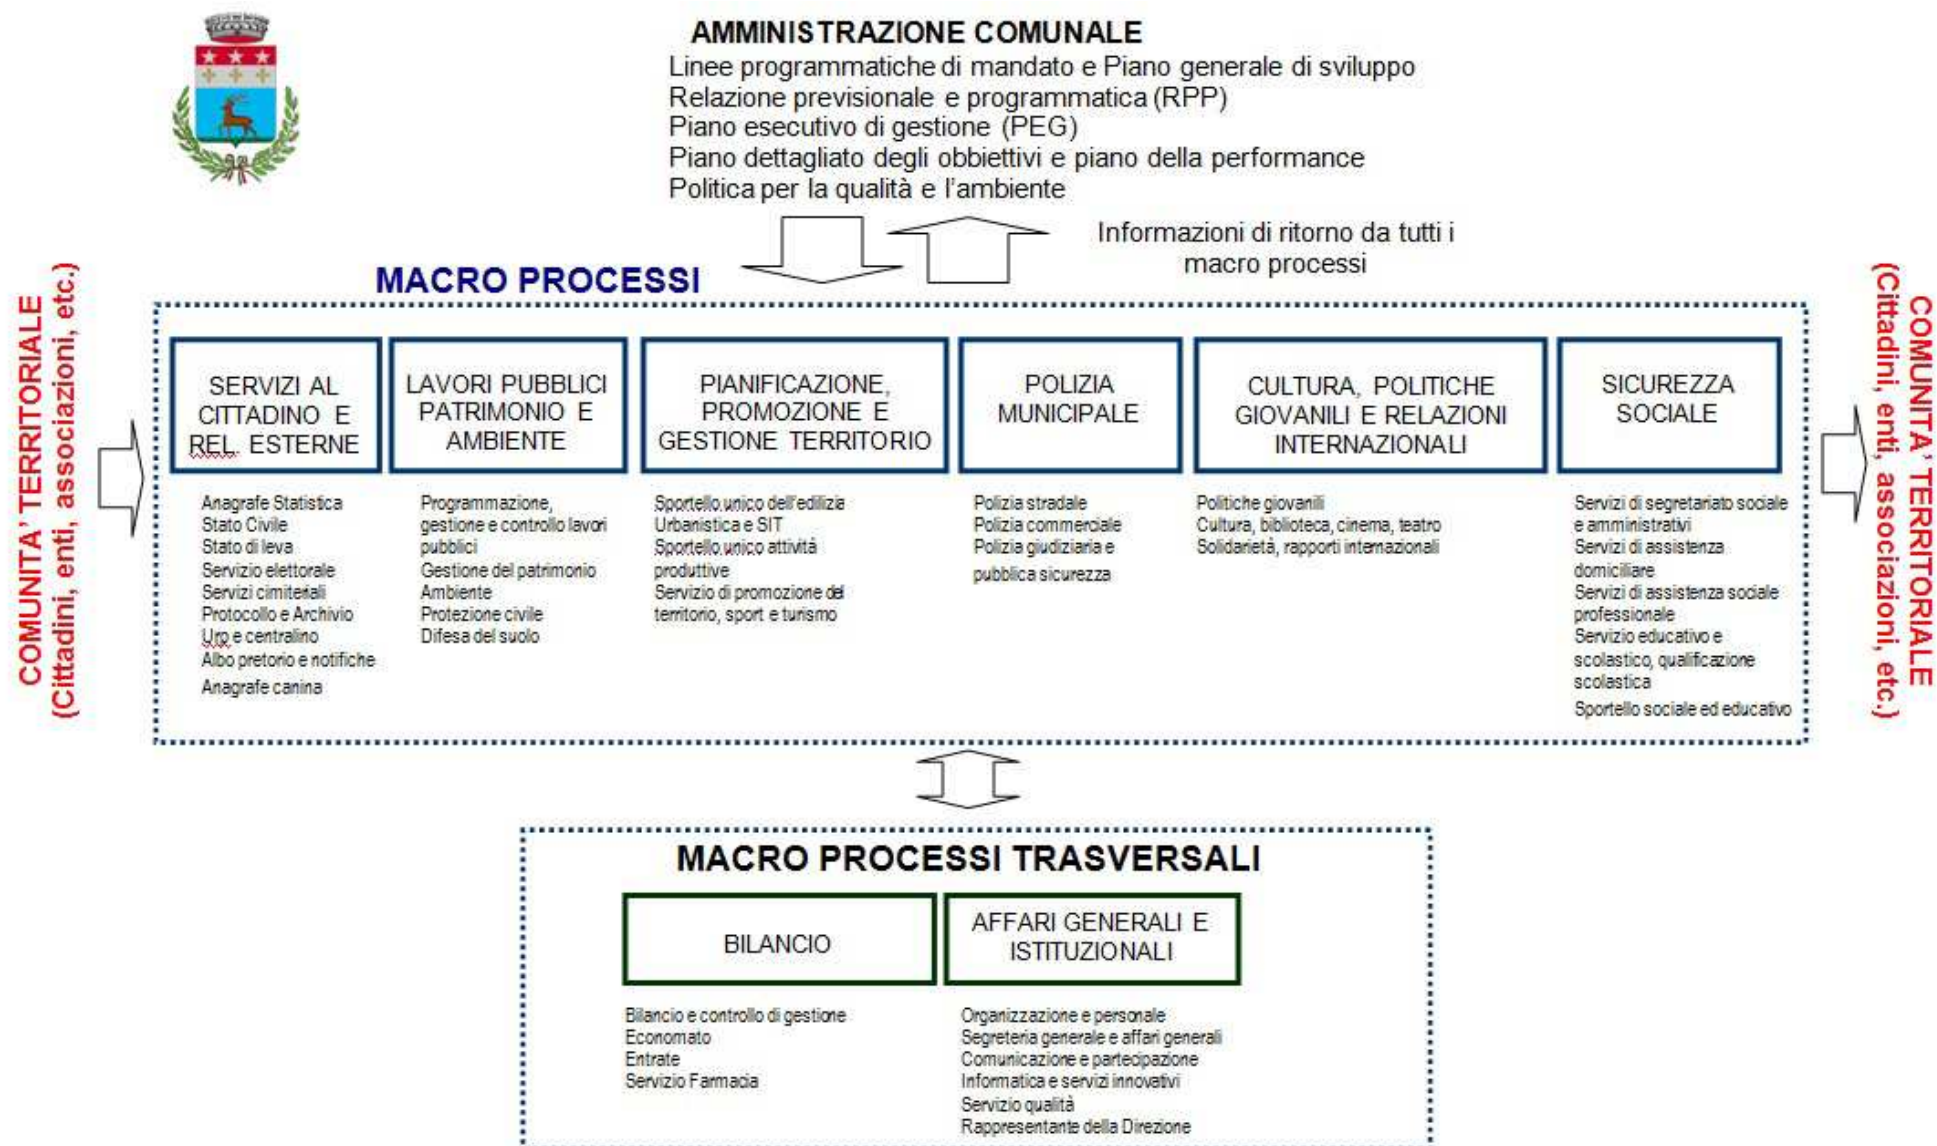 AMMINISTRAZIONE COMUNALE
Linee programmatiche di mandato e Piano generale di sviluppo
Relazione previsionale e programmatica (RPP)
Piano esecutivo di gestione (PEG)
Piano dettagliato degli obbiettivi e piano della performance
Politica per la qualità e l'ambiente
Informazioni di ritorno da tutti i
macro processi
MACRO PROCESSI
COMUNITA' TERRITORIALE
(Cittadini, enti, associazioni, etc.)
SERVIZI AL
CITTADINO E
REL. ESTERNE
Anagrafe Statistica
Stato Civile
Stato di leva
Servizio elettorale
Servizi cimiteriali
Protocollo e Archivio
Urp e centralino
Albo pretorio e notifiche
Anagrafe canina
LAVORI PUBBLICI
PATRIMONIO E
AMBIENTE
Programmazione,
gestione e controllo lavori
pubblici
Gestione del patrimonio
Ambiente
Protezione civile
Difesa del suolo
PIANIFICAZIONE,
PROMOZIONE E
GESTIONE TERRITORIO
Sportello unico dell'edilizia
Urbanistica e SIT
Sportello unico attività
produttive
Servizio di promozione del
territorio, sport e turismo
POLIZIA
MUNICIPALE
Polizia stradale
Polizia commerciale
Polizia giudiziaria e
pubblica sicurezza
CULTURA, POLITICHE
GIOVANILI E RELAZIONI
INTERNAZIONALI
Politiche giovanili
Cultura, biblioteca, cinema, teatro
Solidarietà, rapporti internazionali
SICUREZZA
SOCIALE
Servizi di segretariato sociale
e amministrativi
Servizi di assistenza
domiciliare
Servizi di assistenza sociale
professionale
Servizio educativo e
scolastico, qualificazione
scolastica
Sportello sociale ed educativo
COMUNITA' TERRITORIALE
(Cittadini, enti, associazioni, etc.)
MACRO PROCESSI TRASVERSALI
BILANCIO
Bilancio e controllo di gestione
Economato
Entrate
Servizio Farmacia
AFFARI GENERALI E
ISTITUZIONALI
Organizzazione e personale
Segreteria generale e affari generali
Comunicazione e partecipazione
Informatica e servizi innovativi
Servizio qualità
Rappresentante della Direzione